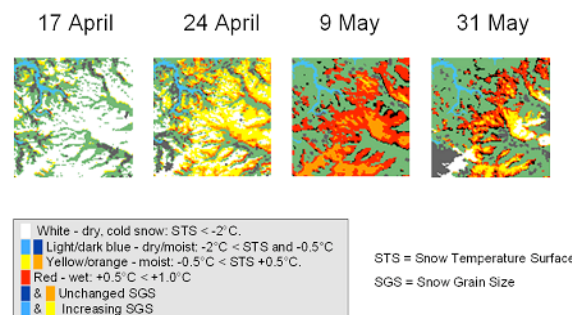 17 April
24 April
9 May
31 May
White - dry, cold snow: STS < -2°C.
Light/dark blue - dry/moist: -2°C < STS and -0.5°C
Yellow/orange - moist: -0.5°C < STS +0.5°C.
Red - wet: +0.5°C < +1.0°C
& Unchanged SGS
& Increasing SGS
STS = Snow Temperature Surface
SGS = Snow Grain Size